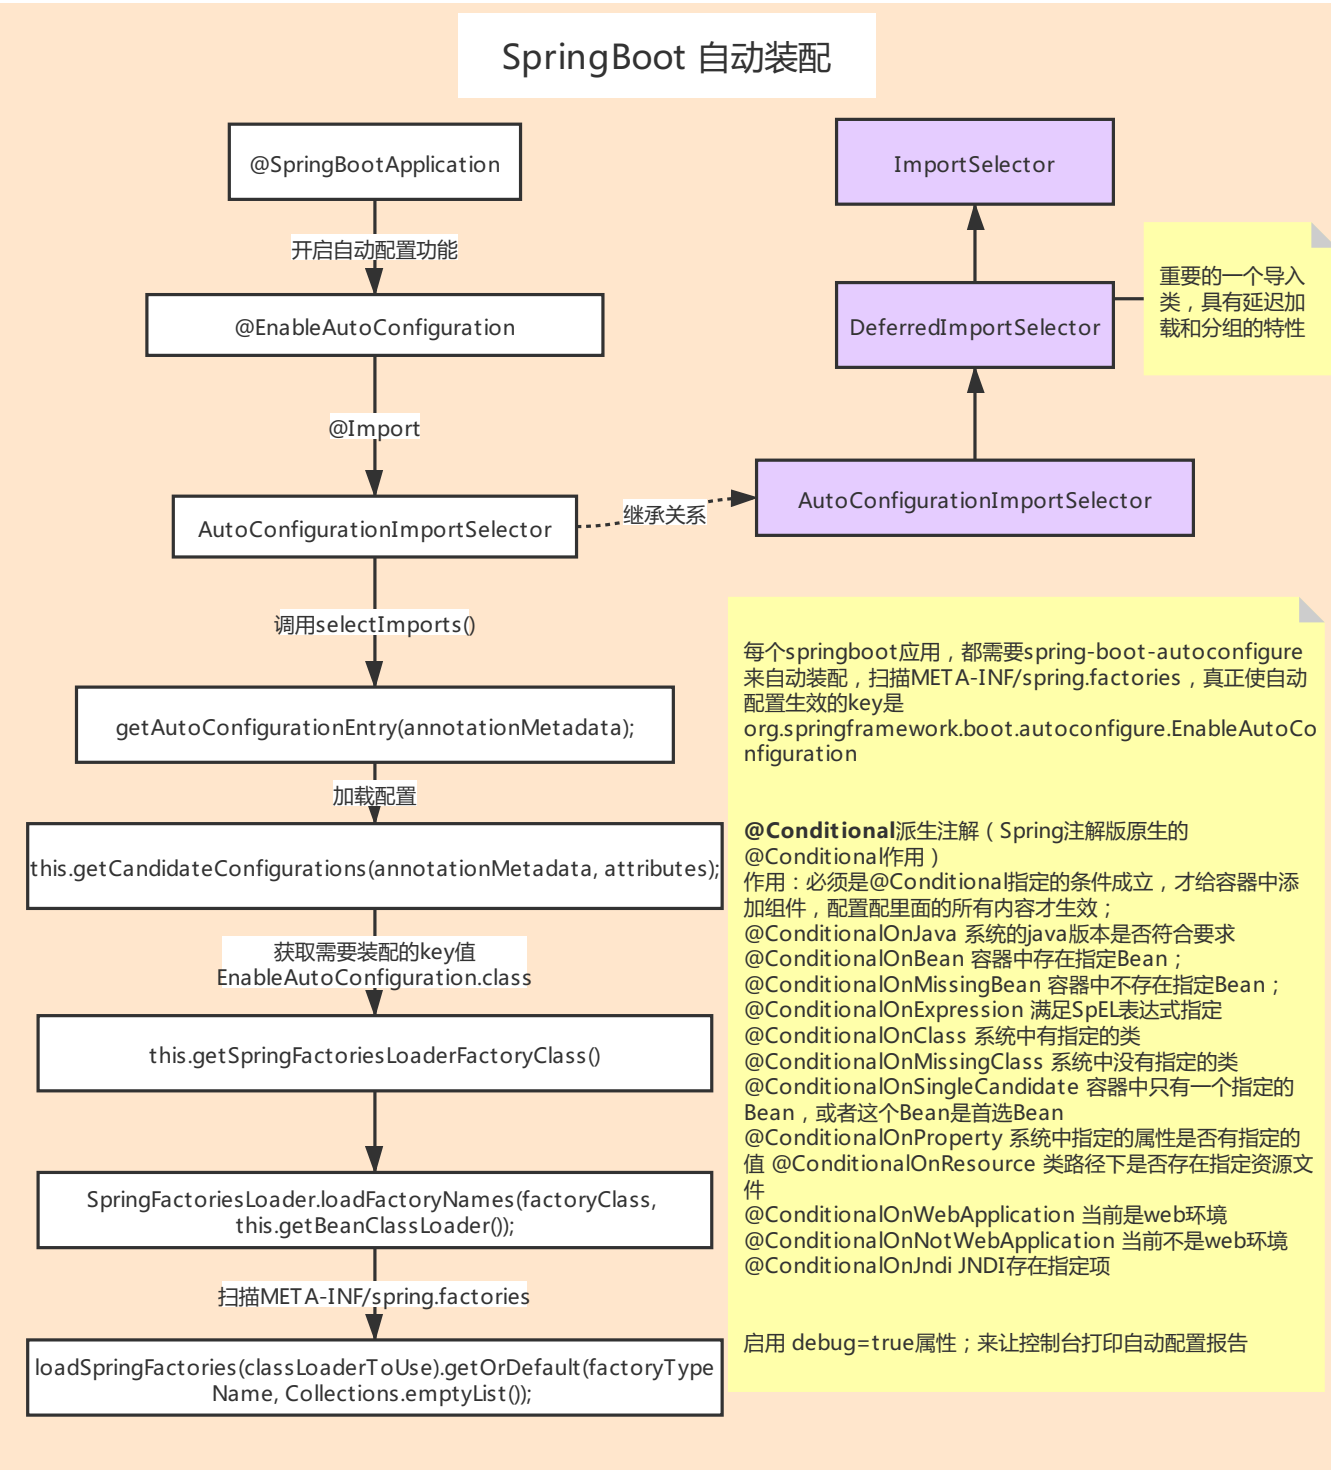 SpringBoot 自动装配
@SpringBootApplication
开启自动配置功能
@EnableAutoConfiguration
@Import
AutoConfigurationImportSelector
继承关系
调用selectImports()
getAutoConfigurationEntry(annotationMetadata);
加载配置
this.getCandidateConfigurations(annotationMetadata, attributes);
获取需要装配的key值
EnableAutoConfiguration.class
this.getSpringFactoriesLoaderFactoryClass()
SpringFactoriesLoader.loadFactoryNames(factoryClass,
this.getBeanClassLoader());
扫描META-INF/spring.factories
loadSpringFactories(classLoaderToUse).getOrDefault(factoryType
Name, Collections.emptyList());
ImportSelector
DeferredImportSelector
重要的一个导入
类，具有延迟加
载和分组的特性
AutoConfigurationImportSelector
每个springboot应用，都需要spring-boot-autoconfigure
来自动装配，扫描META-INF/spring.factories，真正使自动
配置生效的key是
org.springframework.boot.autoconfigure.EnableAutoCo
nfiguration
@Conditional派生注解（Spring注解版原生的
@Conditional作用）
作用：必须是@Conditional指定的条件成立，才给容器中添
加组件，配置配里面的所有内容才生效；
@ConditionalOnJava 系统的java版本是否符合要求
@ConditionalOnBean 容器中存在指定Bean；
@ConditionalOnMissingBean 容器中不存在指定Bean；
@ConditionalOnExpression 满足SpEL表达式指定
@ConditionalOnClass 系统中有指定的类
@ConditionalOnMissingClass 系统中没有指定的类
@ConditionalOnSingleCandidate 容器中只有一个指定的
Bean，或者这个Bean是首选Bean
@ConditionalOnProperty 系统中指定的属性是否有指定的
值 @ConditionalOnResource 类路径下是否存在指定资源文
件
@ConditionalOnWebApplication 当前是web环境
@ConditionalOnNotWebApplication 当前不是web环境
@ConditionalOnJndi JNDI存在指定项
启用 debug=true属性；来让控制台打印自动配置报告